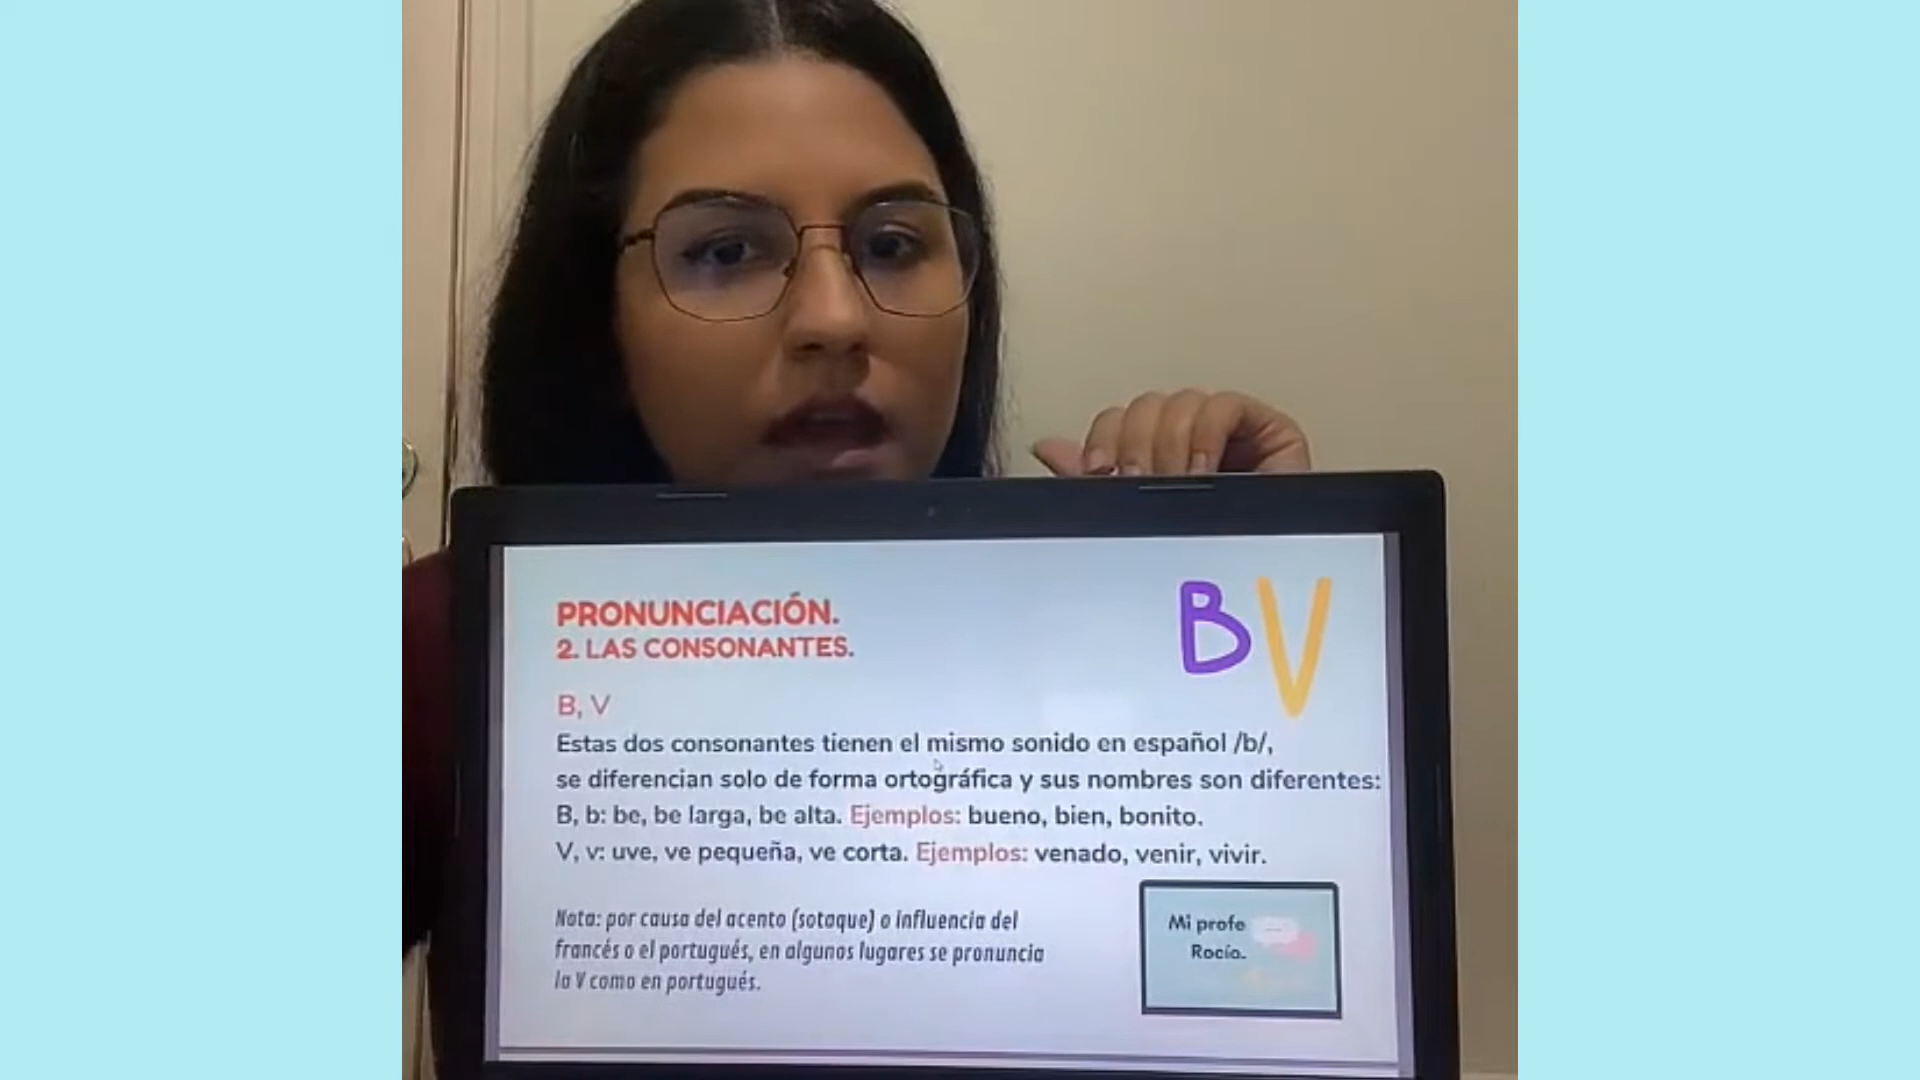 PRONUNCIACIÓN.
2. LAS CONSONANTES.
B V
B, V
Estas dos consonantes tienen el mismo sonido en español /b/,
se diferencian solo de forma ortográfica y sus nombres son diferentes:
B, b: be, be larga, be alta. Ejemplos: bueno, bien, bonito.
V, v: uve, ve pequeña, ve corta. Ejemplos: venado, venir, vivir.
Nota: por causa del acento (sotaque) o influencia del
francés o el portugués, en algunos lugares se pronuncia
la V como en portugués.
Mi profe
Rocío.